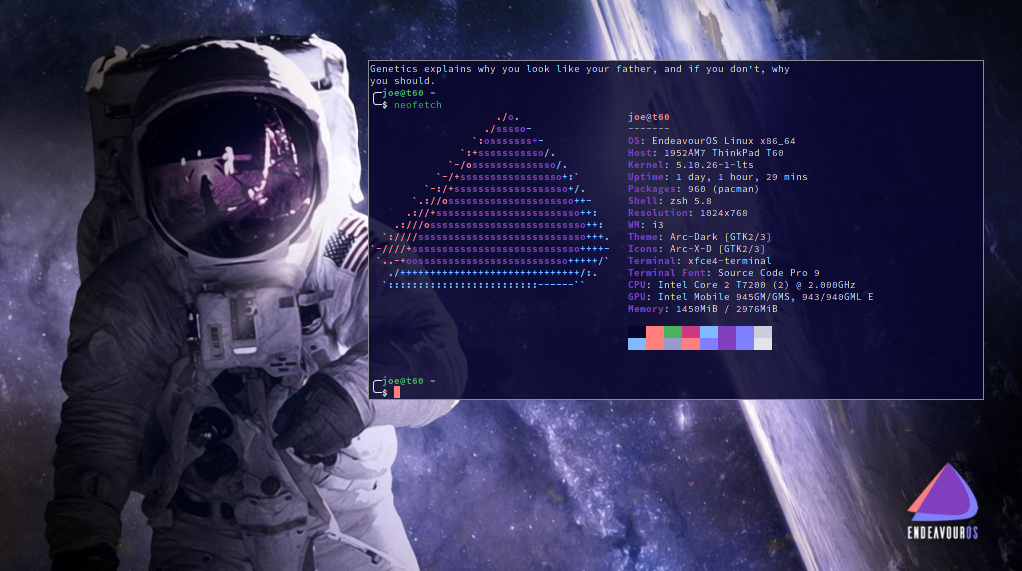 Genetics explains why you look like your father, and if you don't, why
you should.
joe@t60 ~
$ neofetch
./o.
./sssso-
`:osssssss+-
`:+sssssssssso/.
`-/ossssssssssssso/.
`-/+sssssssssssssssso+:`
`-:/+sssssssssssssssssso+/.
`.://osssssssssssssssssssso++-
.://+ssssssssssssssssssssssso++:
.:///ossssssssssssssssssssssssso++:
`:////ssssssssssssssssssssssssssso+++.
`-////+ssssssssssssssssssssssssssso++++-
`..-+oosssssssssssssssssssssssso+++++/`
./++++++++++++++++++++++++++++++/:.
`:::::::::::::::::::::::::------``
joe@t60
-------
OS: EndeavourOS Linux x86_64
Host: 1952AM7 ThinkPad T60
Kernel: 5.10.26-1-lts
Uptime: 1 day, 1 hour, 29 mins
Packages: 960 (pacman)
Shell: zsh 5.8
Resolution: 1024x768
WM: i3
Theme: Arc-Dark [GTK2/3]
Icons: Arc-X-D [GTK2/3]
Terminal: xfce4-terminal
Terminal Font: Source Code Pro 9
CPU: Intel Core 2 T7200 (2) @ 2.000GHz
GPU: Intel Mobile 945GM/GMS, 943/940GML E
Memory: 1450MiB / 2976MiB
joe@t60 ~
$
ENDEAVOUROS